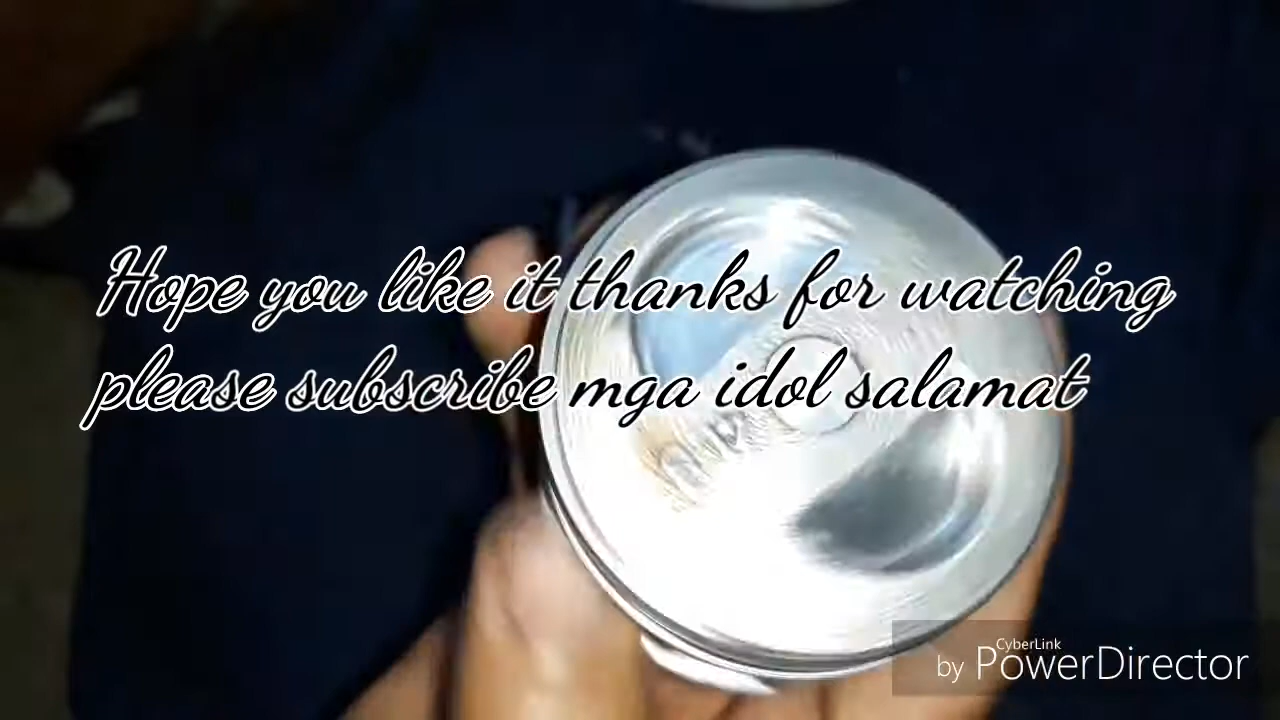 Hope you like it thanks for watching
please subscribe mga idol salamat
CyberLink
by PowerDirector